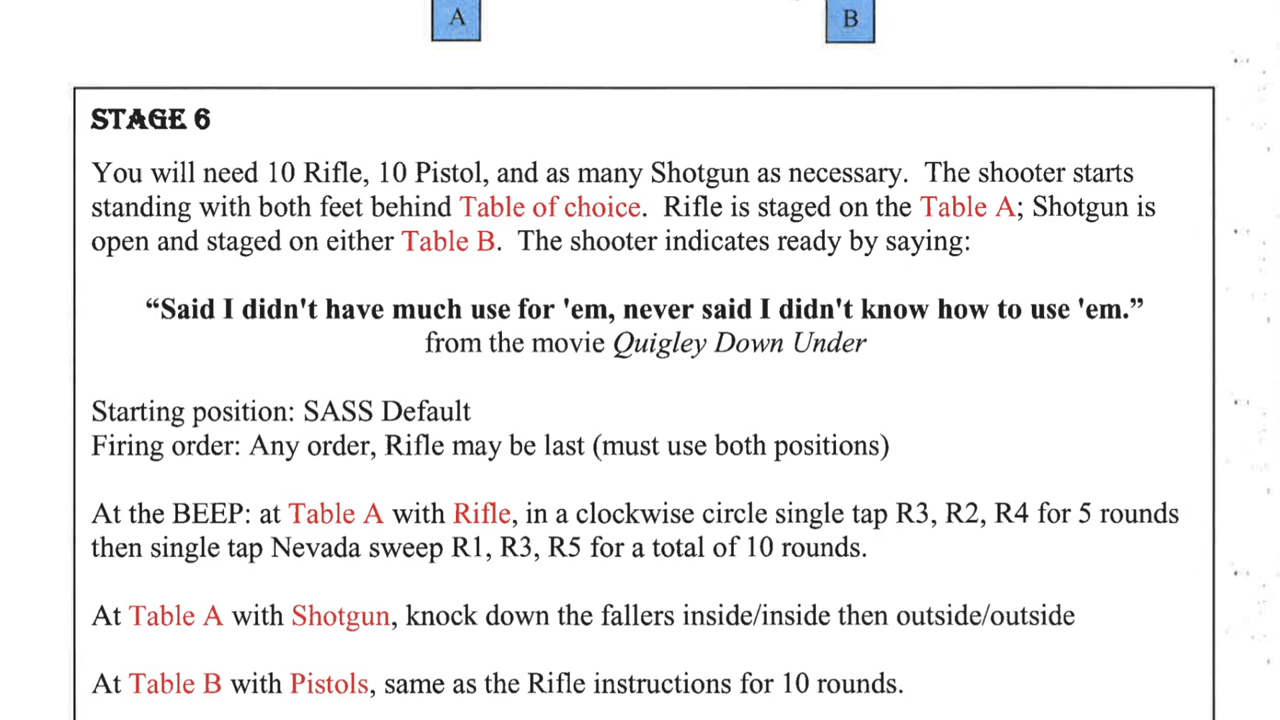 A B
STAGE 6
You will need 10 Rifle, 10 Pistol, and as many Shotgun as necessary. The shooter starts
standing with both feet behind Table of choice. Rifle is staged on the Table A; Shotgun is
open and staged on either Table B. The shooter indicates ready by saying:
“Said I didn't have much use for 'em, never said I didn't know how to use 'em.”
from the movie Quigley Down Under
Starting position: SASS Default
Firing order: Any order, Rifle may be last (must use both positions)
At the BEEP: at Table A with Rifle, in a clockwise circle single tap R3, R2, R4 for 5 rounds
then single tap Nevada sweep R1, R3, R5 for a total of 10 rounds.
At Table A with Shotgun, knock down the fallers inside/inside then outside/outside
At Table B with Pistols, same as the Rifle instructions for 10 rounds.